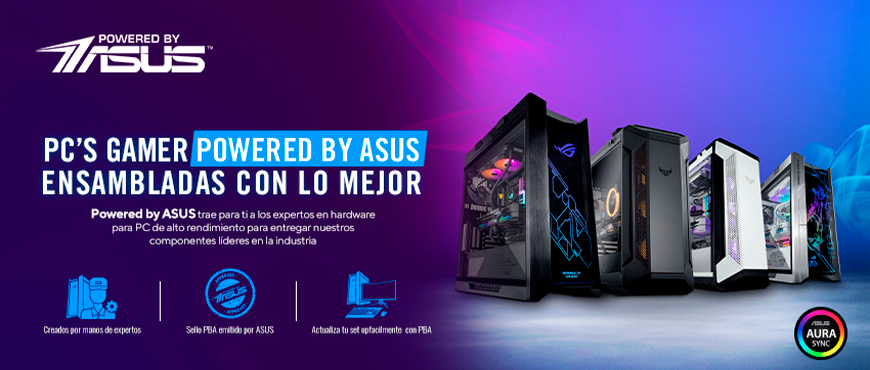 POWERED BY
ASUS™
PC'S GAMER POWERED BY ASUS
ENSAMBLADAS CON LO MEJOR
Powered by ASUS trae para ti a los expertos en hardware
para PC de alto rendimiento para entregar nuestros
componentes líderes en la industria
ASUS
Creados por manos de expertos
Sello PBA emitido por ASUS
Actualiza tu set upfacilmente con PBA
ASUS
AURA
SYNC